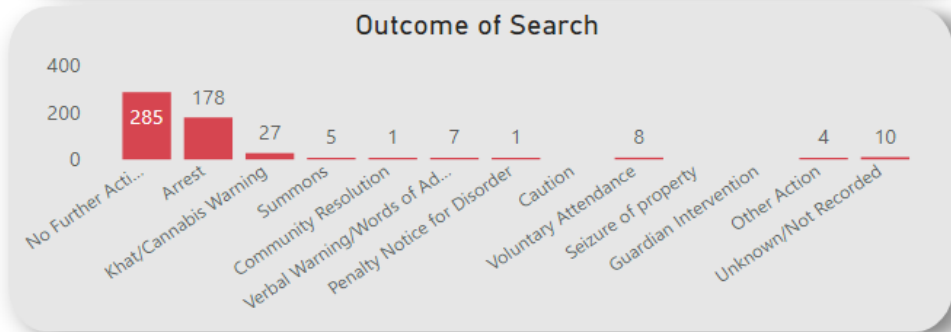 Outcome of Search
400
200
0
285
178
27
5
1
7
1
8
4
10
No Further Acti...
Arrest
Khat/Cannabis Warning
Summons
Community Resolution
Verbal Warning/Words of Ad...
Penalty Notice for Disorder
Caution
Voluntary Attendance
Seizure of property
Guardian Intervention
Other Action
Unknown/Not Recorded